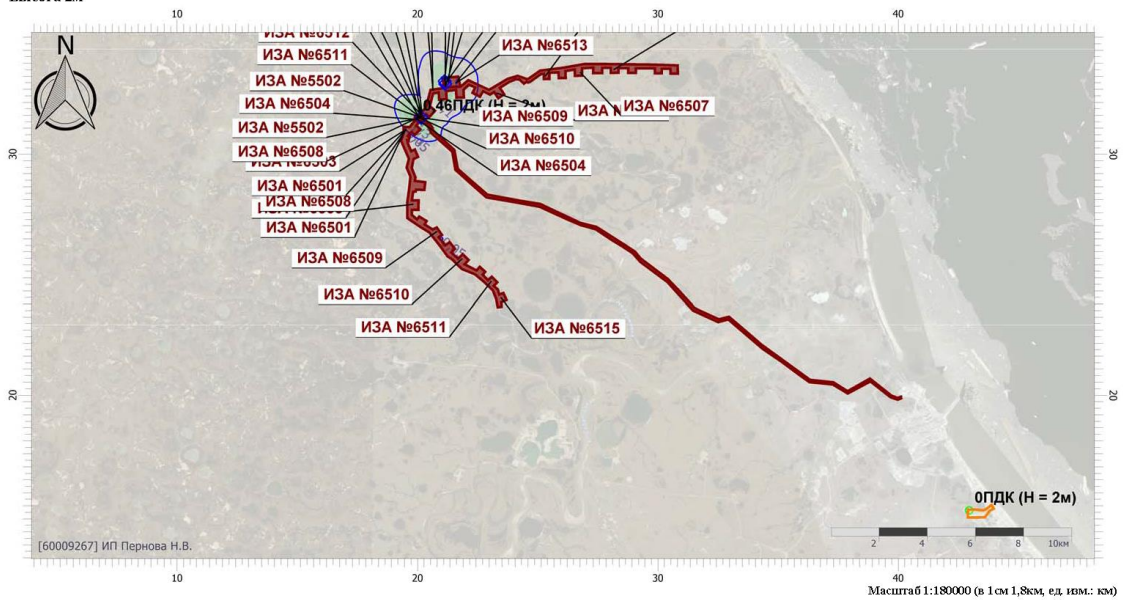 10
20
30
40
N
ИЗА №6512
ИЗА №6513
ИЗА №6511
ИЗА №5502
ИЗА №6504
0,46ПДК (H = 2м)
ИЗА №6507
ИЗА №6509
ИЗА №5502
ИЗА №6510
ИЗА №6508
30
30
ИЗА №6504
ИЗА №6501
ИЗА №6508
ИЗА №6501
ИЗА №6509
ИЗА №6510
ИЗА №6511
ИЗА №6515
20
20
0ПДК (H = 2м)
[60009267] ИП Пернова Н.В.
2
4
6
8
10км
10
20
30
40
Масштаб 1:180000 (в 1см 1,8км, ед. изм.: км)